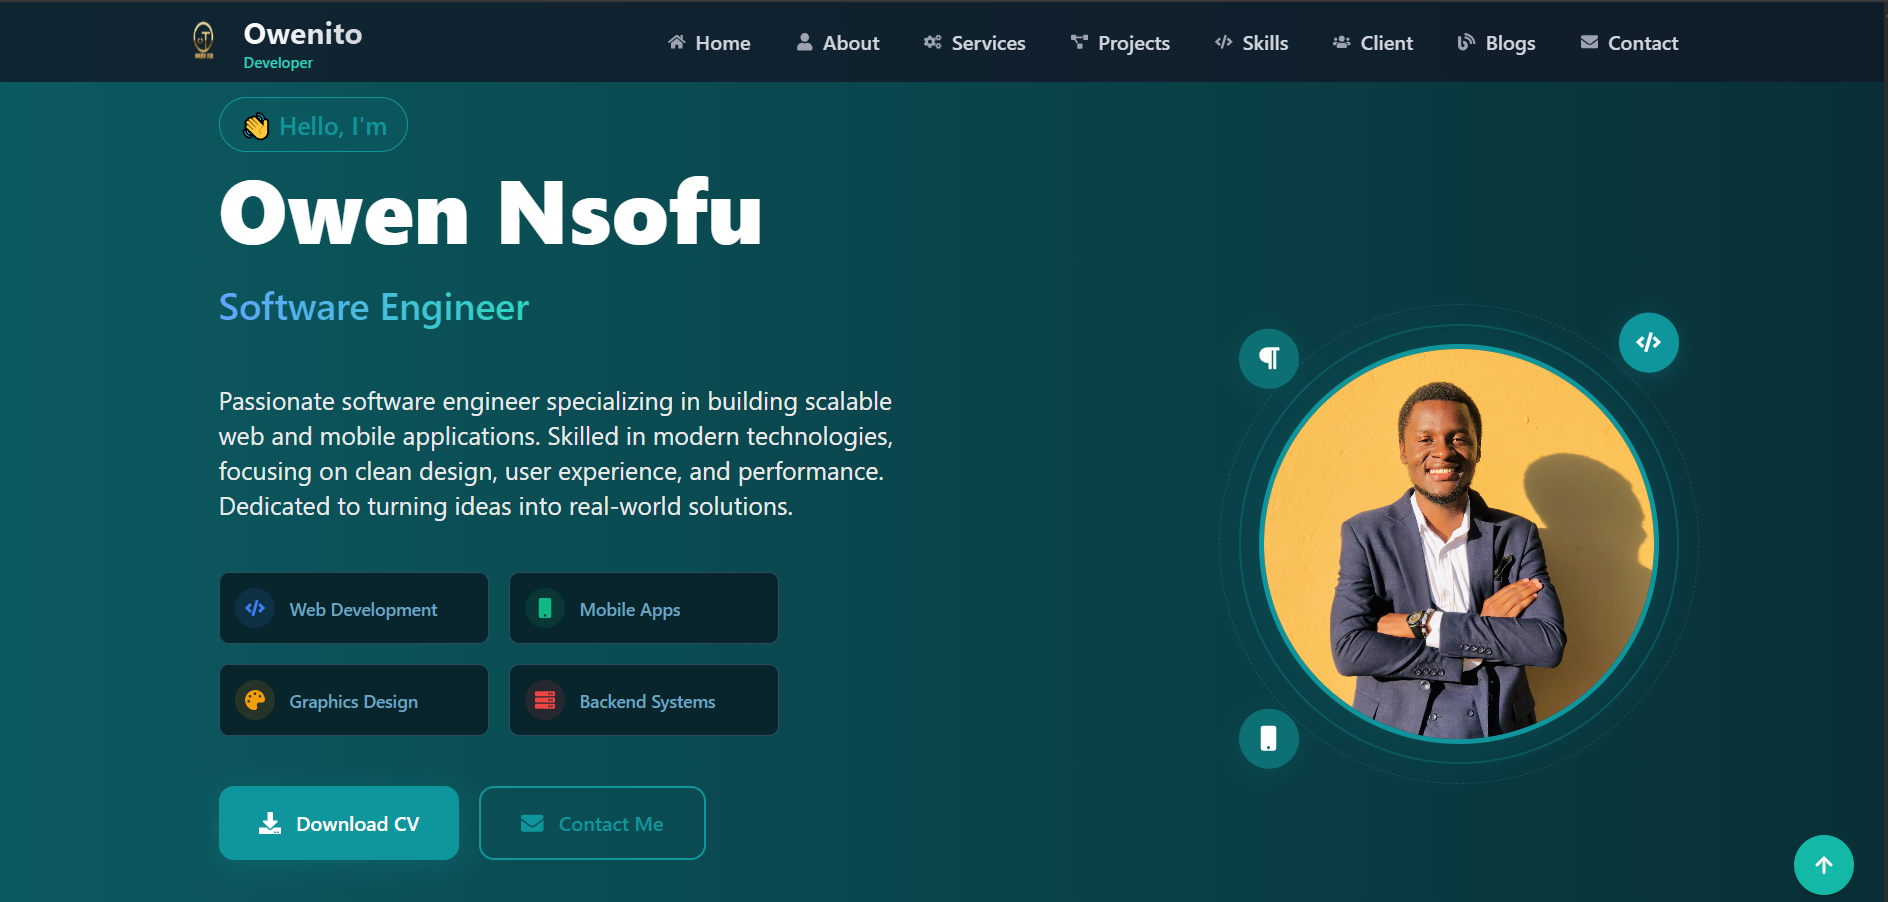 Owenito
Developer
Home About Services Projects Skills Client Blogs Contact
👋 Hello, I'm
Owen Nsofu
Software Engineer
Passionate software engineer specializing in building scalable
web and mobile applications. Skilled in modern technologies,
focusing on clean design, user experience, and performance.
Dedicated to turning ideas into real-world solutions.
Web Development
Mobile Apps
Graphics Design
Backend Systems
Download CV
Contact Me